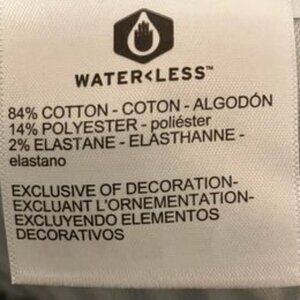 WATER<LESS™
84% COTTON - COTON - ALGODÓN
14% POLYESTER - poliéster
2% ELASTANE - ELASTHANNE -
elastano
EXCLUSIVE OF DECORATION-
EXCLUANT L'ORNEMENTATION-
EXCLUYENDO ELEMENTOS
DECORATIVOS